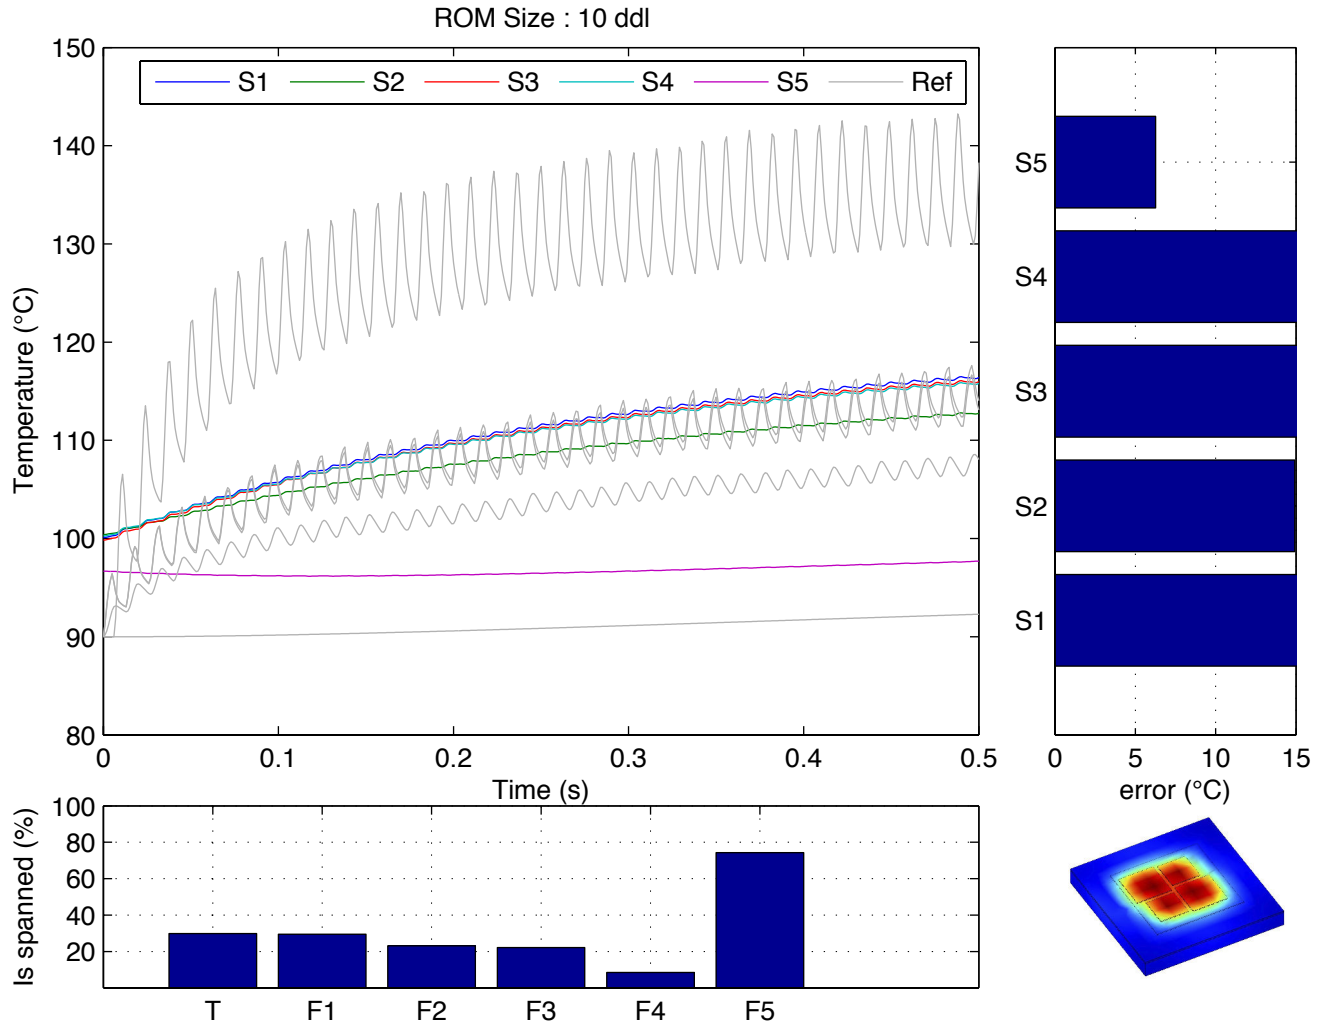 ROM Size : 10 ddl
S1 S2 S3 S4 S5 Ref
Temperature (°C)
150
140
130
120
110
100
90
80
0 0.1 0.2 0.3 0.4 0.5
Time (s)
S5
S4
S3
S2
S1
0 5 10 15
error (°C)
Is spanned (%)
100
80
60
40
20
T F1 F2 F3 F4 F5